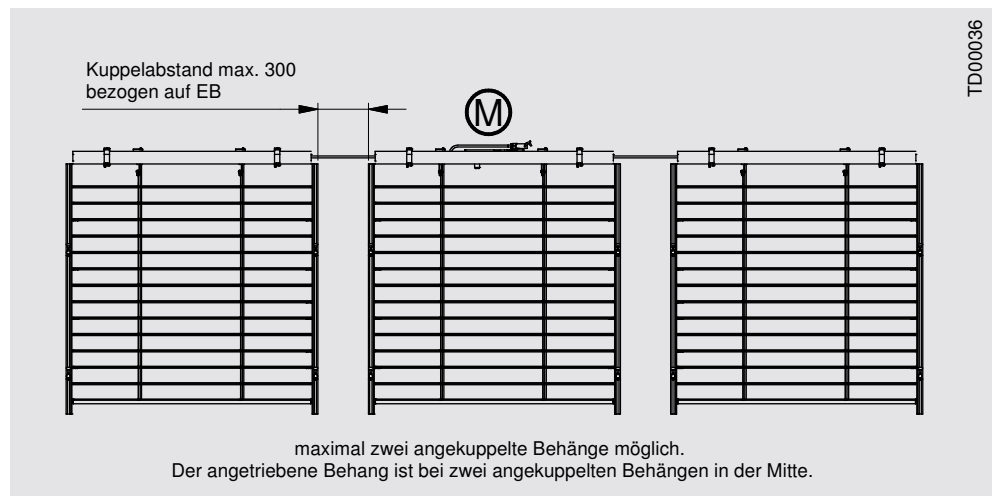 TD00036
Kuppelabstand max. 300
bezogen auf EB
M
maximal zwei angekuppelte Behänge möglich.
Der angetriebene Behang ist bei zwei angekuppelten Behängen in der Mitte.